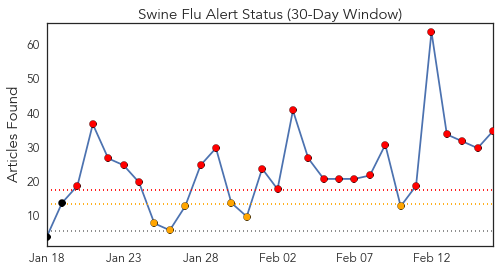 Swine Flu Alert Status (30-Day Window)
Articles Found
60
50
40
30
20
10
Jan 18 Jan 23 Jan 28 Feb 02 Feb 07 Feb 12